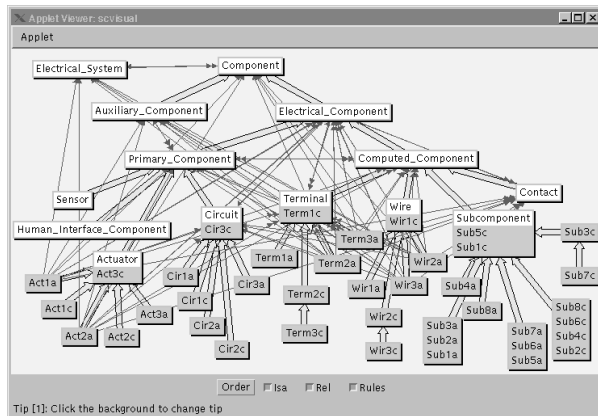 Applet Viewer: scvisual
Applet
Electrical_System
Component
Auxiliary_Component
Electrical_Component
Primary_Component
Computed_Component
Sensor
Terminal
Term1c
Contact
Human_Interface_Component
Circuit
Cir3c
Wire
Wir1c
Subcomponent
Sub5c
Sub1c
Sub3c
Actuator
Act3c
Term3a
Act1a
Cir1a
Term1a
Term2a
Wir2a
Sub7c
Cir3a
Wir1a
Wir3a
Sub4a
Act1c
Cir1c
Term2c
Act3a
Cir2a
Wir2c
Sub8a
Sub8c
Sub6c
Sub4c
Sub2c
Act2a
Act2c
Term3c
Sub3a
Sub2a
Sub1a
Sub7a
Sub6a
Sub5a
Cir2c
Wir3c
Order
Isa
Rel
Rules
Tip [1]: Click the background to change tip